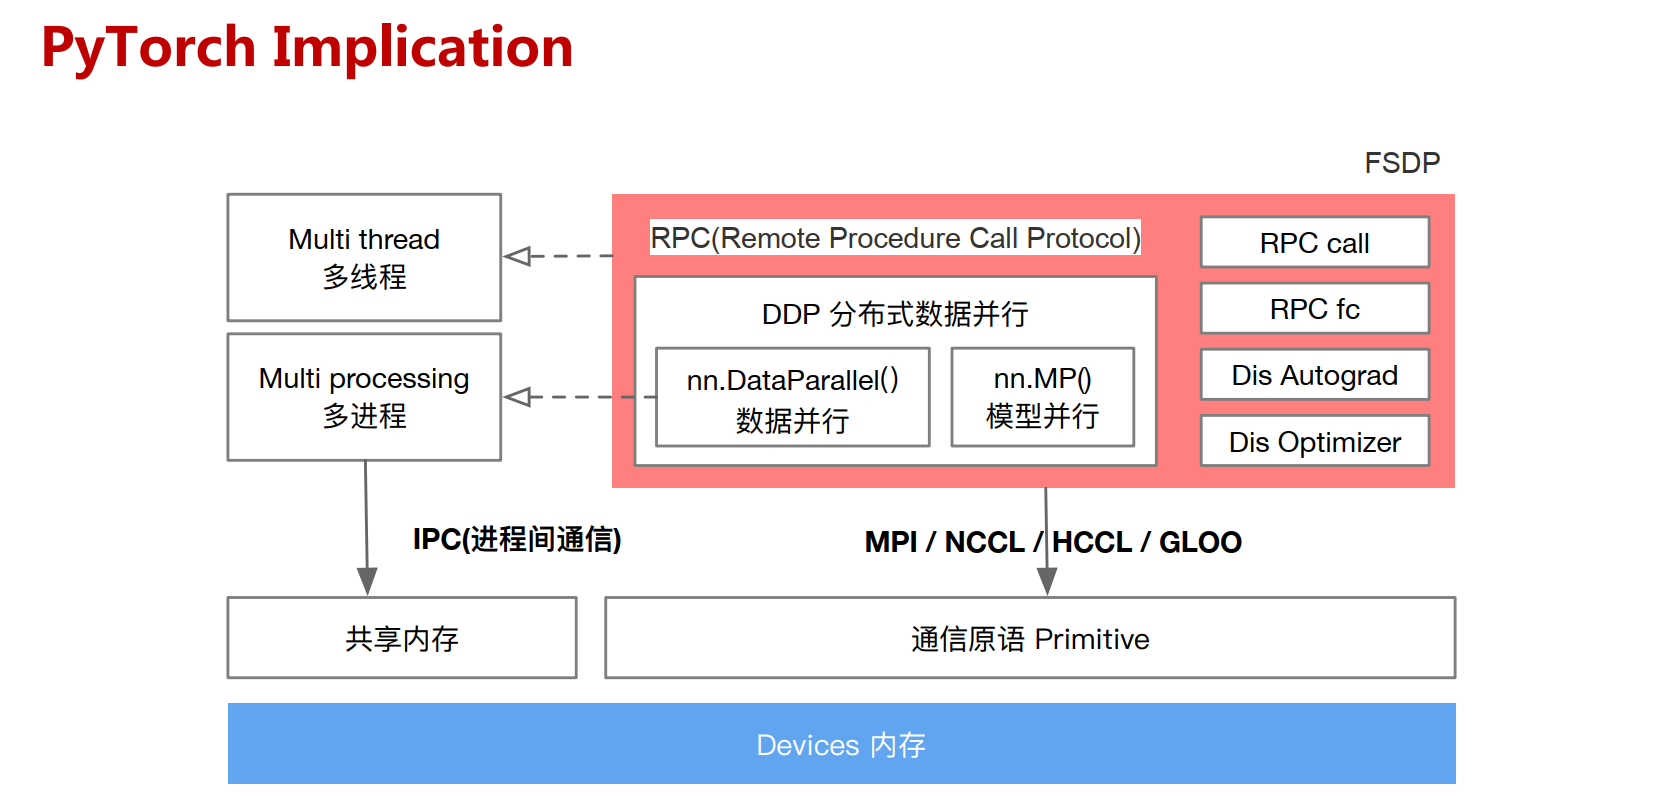 PyTorch Implication
FSDP
Multi thread
多线程
Multi processing
多进程
RPC(Remote Procedure Call Protocol)
DDP 分布式数据并行
nn.DataParallel()
数据并行
nn.MP()
模型并行
RPC call
RPC fc
Dis Autograd
Dis Optimizer
IPC(进程间通信)
MPI / NCCL / HCCL / GLOO
共享内存
通信原语 Primitive
Devices 内存